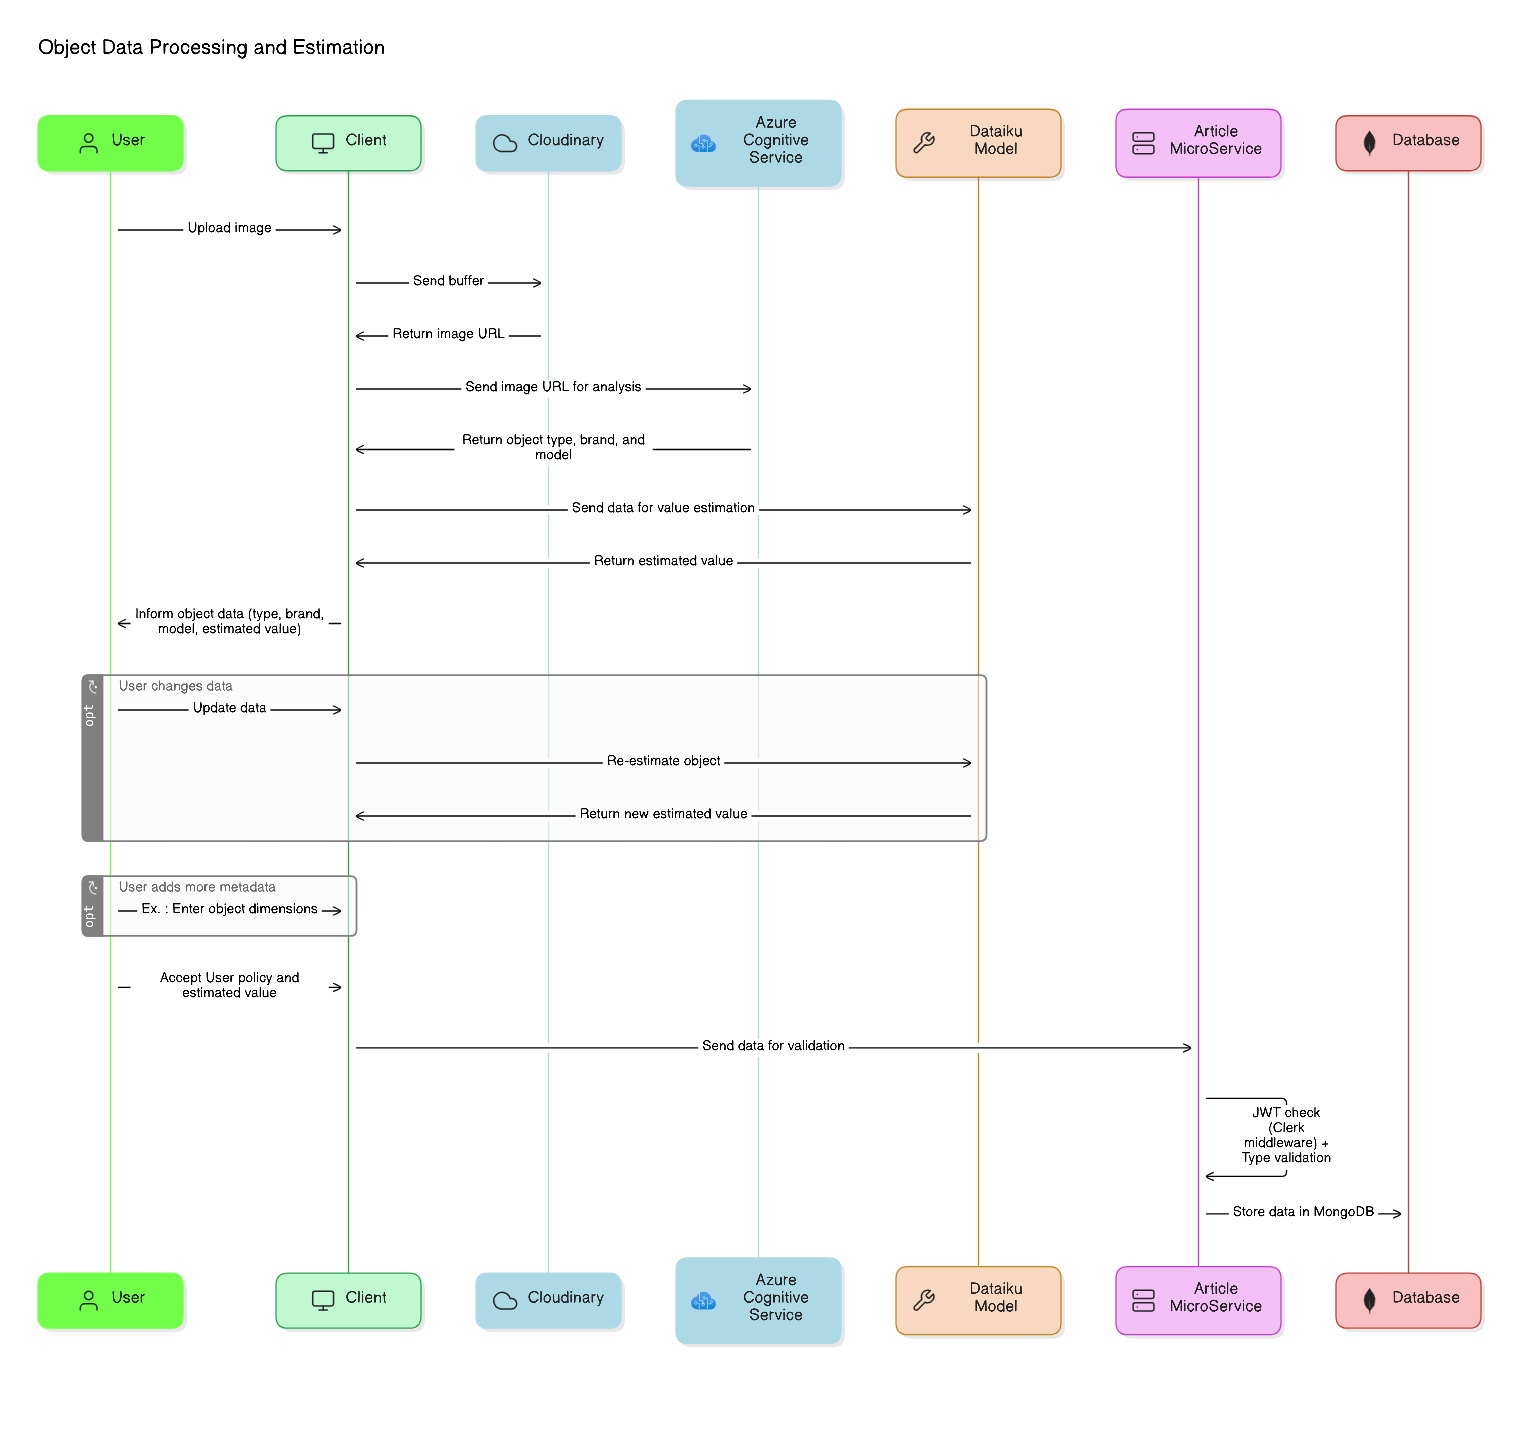 Object Data Processing and Estimation
User
Client
Cloudinary
Azure
Cognitive
Service
Dataiku
Model
Article
MicroService
Database
Upload image
Send buffer
Return image URL
Send image URL for analysis
Return object type, brand, and
model
Send data for value estimation
Return estimated value
Inform object data (type, brand,
model, estimated value)
opt
User changes data
Update data
Re-estimate object
Return new estimated value
opt
User adds more metadata
Ex. : Enter object dimensions
Accept User policy and
estimated value
Send data for validation
JWT check
(Clerk
middleware) +
Type validation
Store data in MongoDB
User
Client
Cloudinary
Azure
Cognitive
Service
Dataiku
Model
Article
MicroService
Database